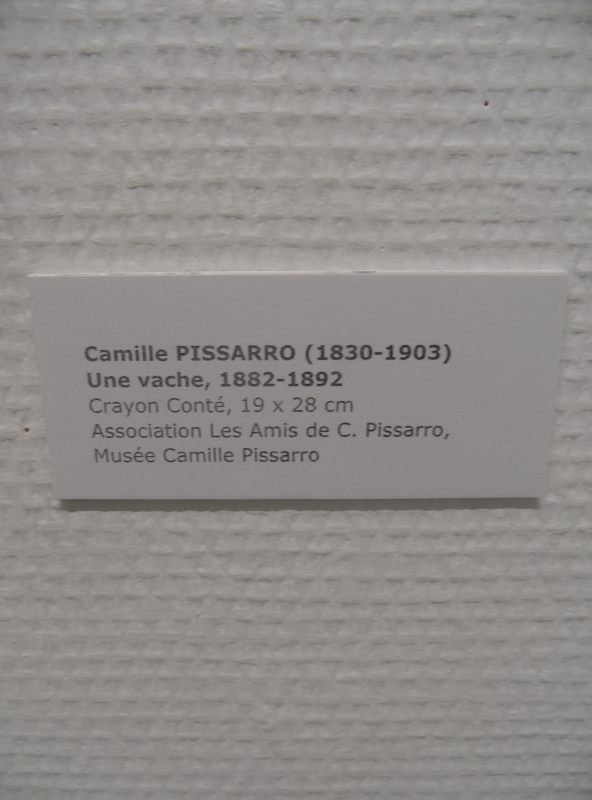 Camille PISSARRO (1830-1903)
Une vache, 1882-1892
Crayon Conté, 19 x 28 cm
Association Les Amis de C. Pissarro,
Musée Camille Pissarro